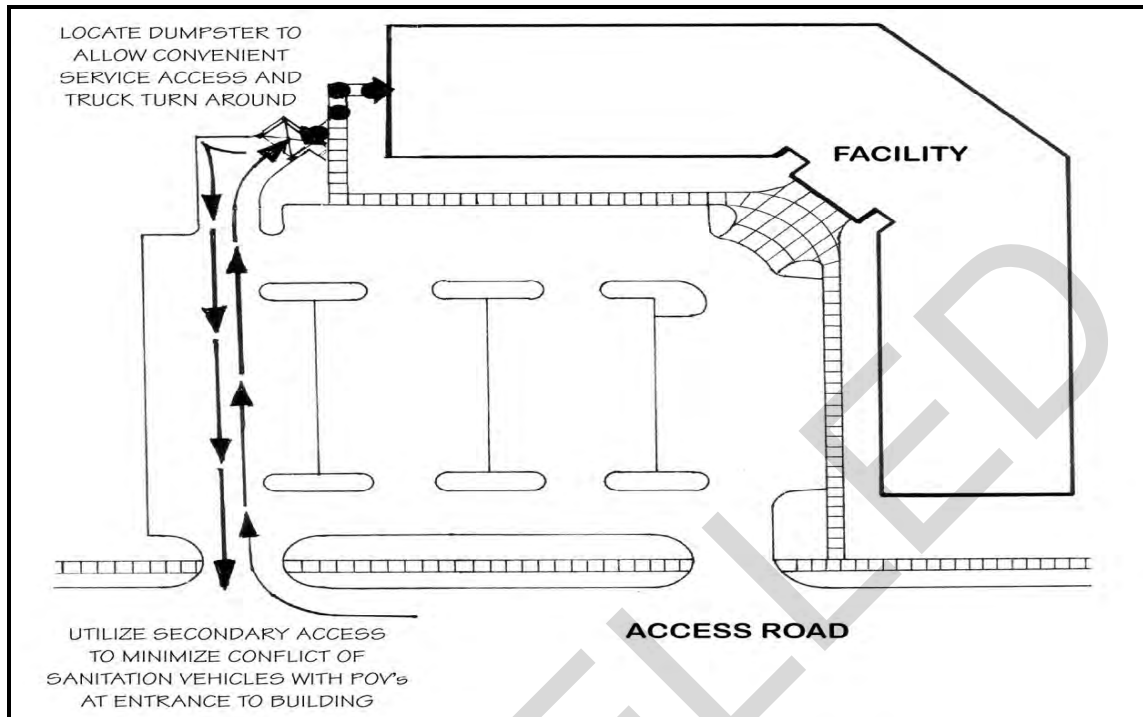 LOCATE DUMPSTER TO
ALLOW CONVENIENT
SERVICE ACCESS AND
TRUCK TURN AROUND
FACILITY
ACCESS ROAD
UTILIZE SECONDARY ACCESS
TO MINIMIZE CONFLICT OF
SANITATION VEHICLES WITH POV's
AT ENTRANCE TO BUILDING
ELLED